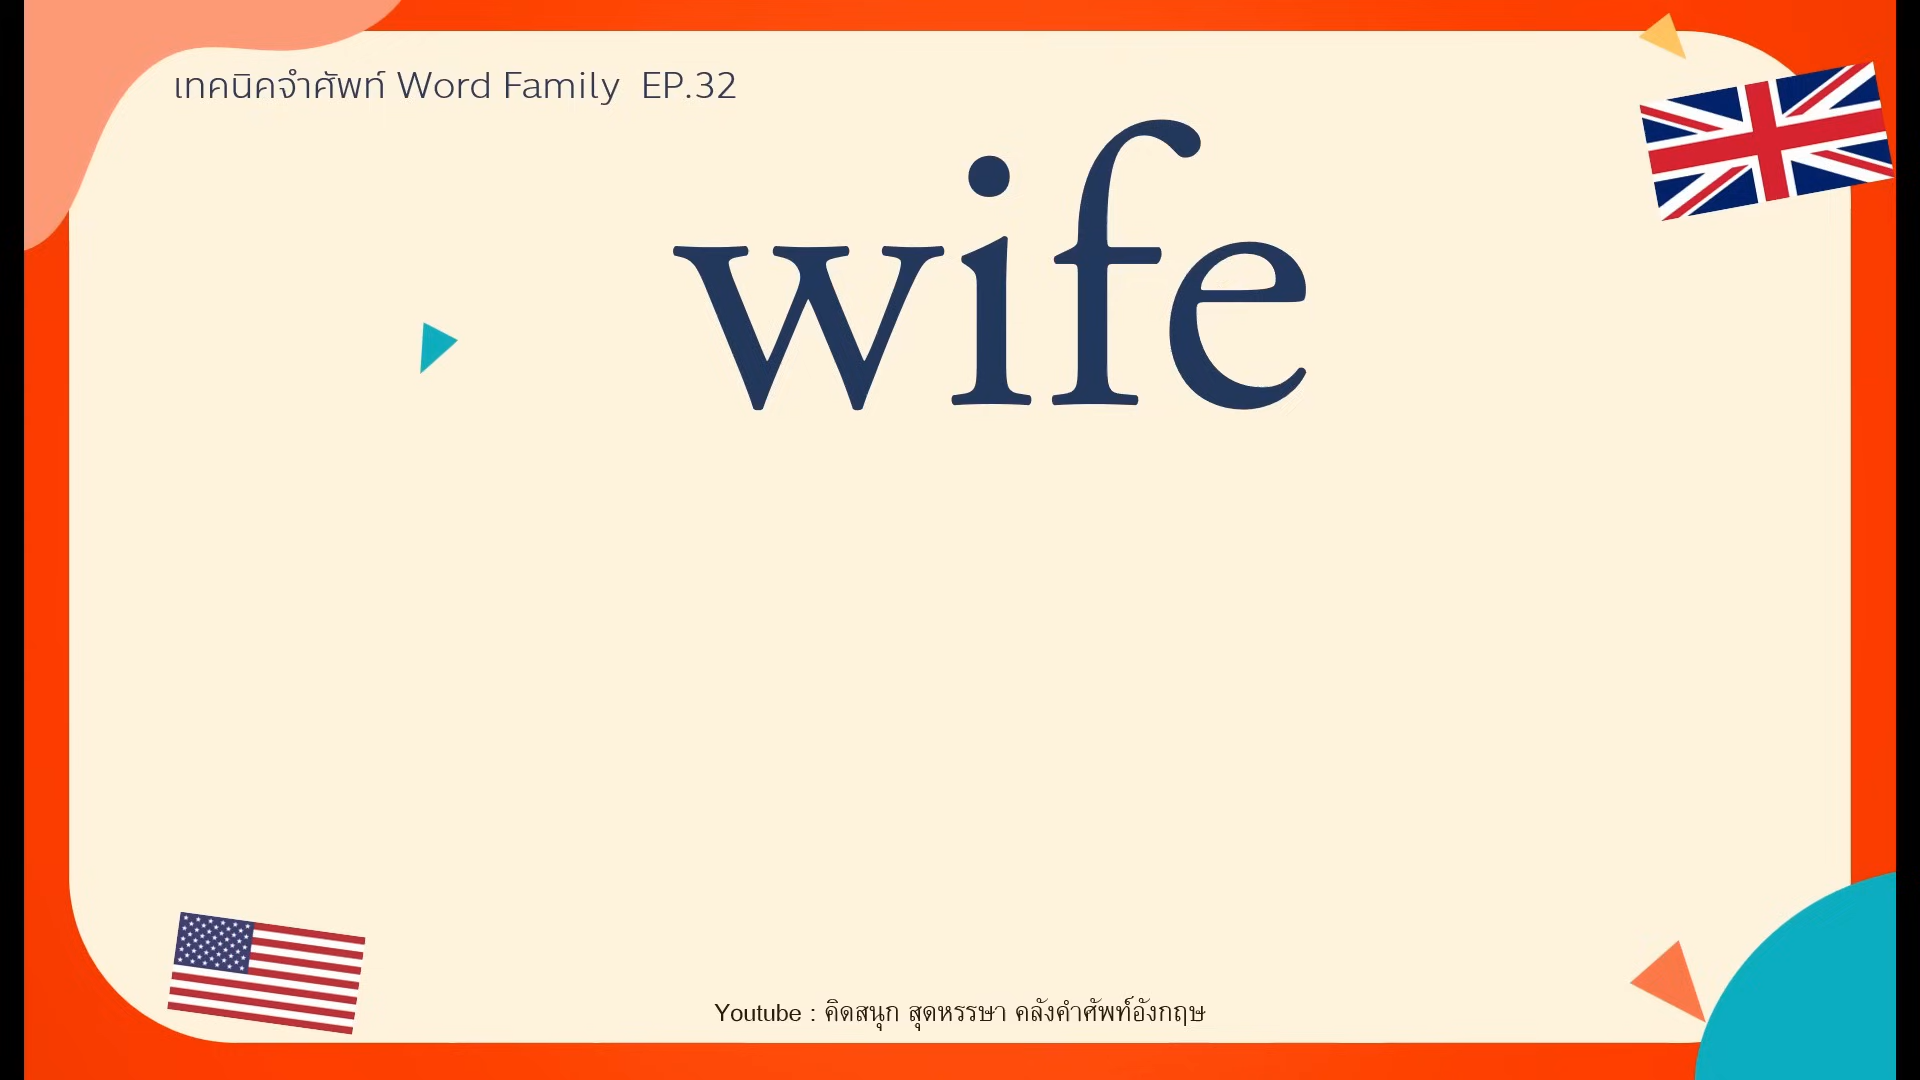 เทคนิคจำศัพท์ Word Family EP.32
wife
Youtube : คิดสนุก สุดหรรษา คลังคำศัพท์อังกฤษ